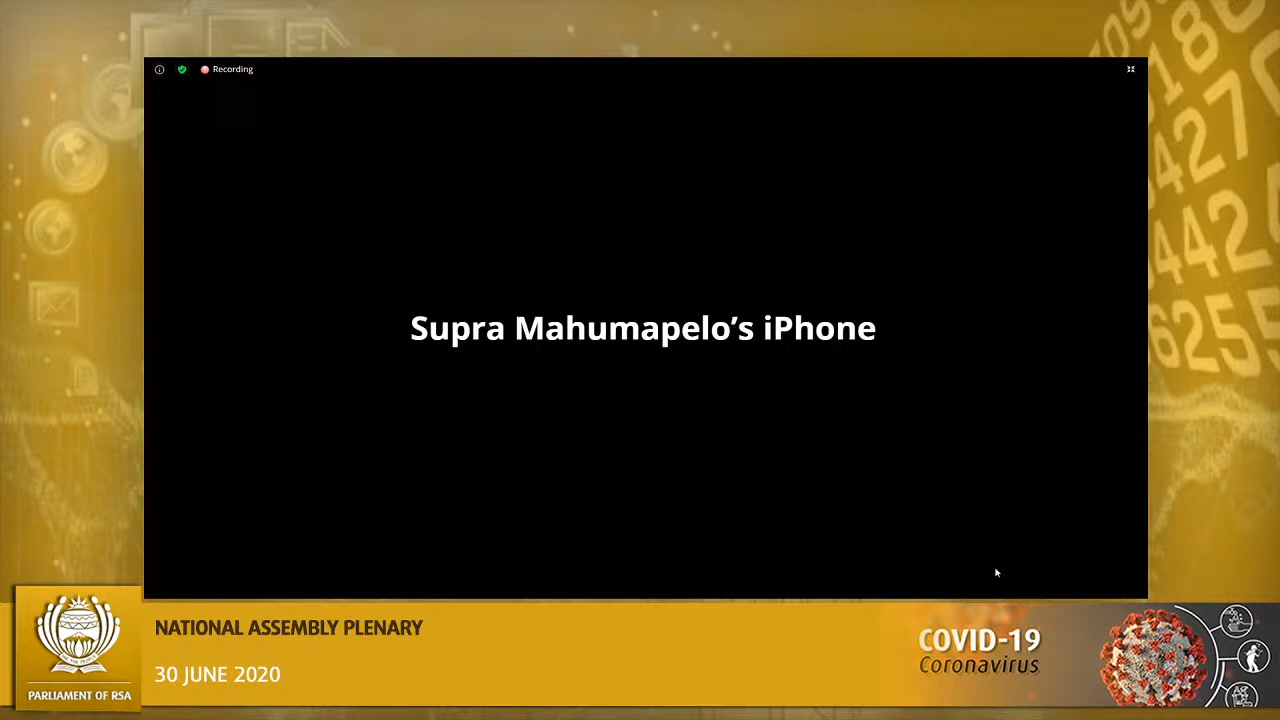 Recording
Supra Mahumapelo’s iPhone
NATIONAL ASSEMBLY PLENARY
30 JUNE 2020
PARLIAMENT OF RSA
COVID-19
Coronavirus